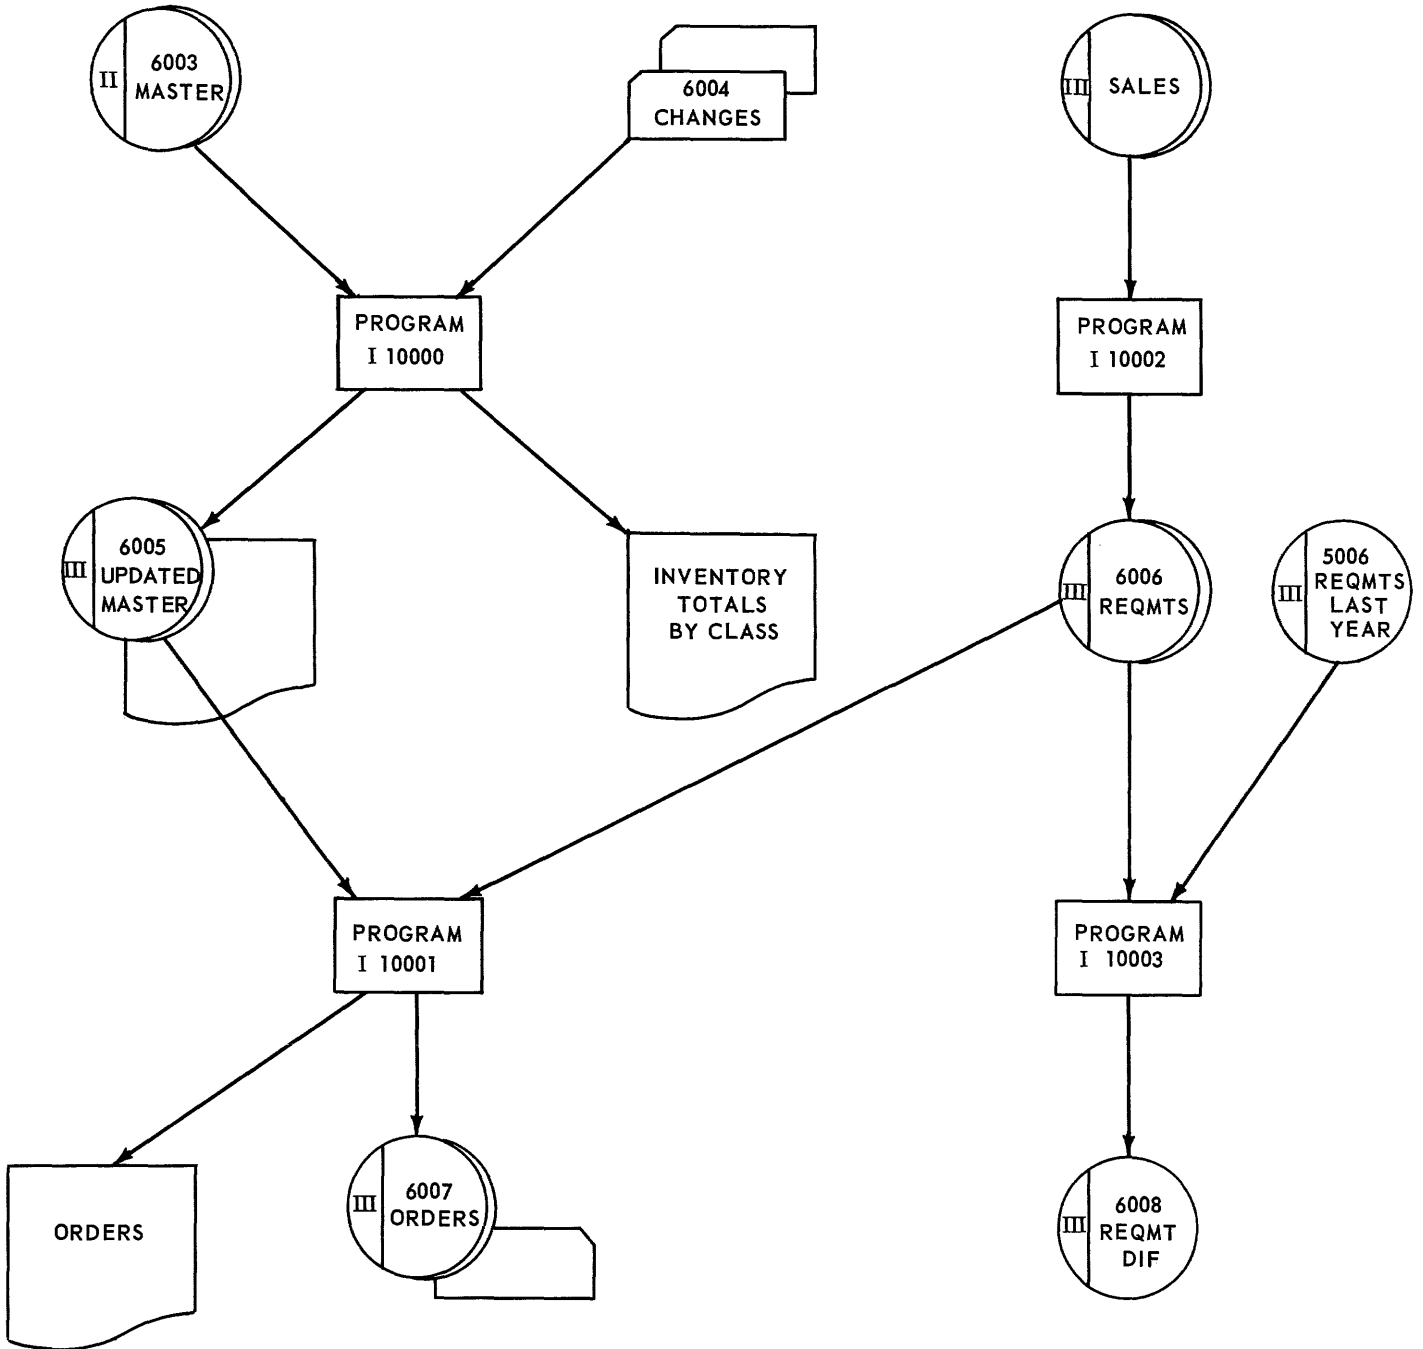 II
6003
MASTER
6004
CHANGES
III
SALES
PROGRAM
I 10000
PROGRAM
I 10002
III
6005
UPDATED
MASTER
INVENTORY
TOTALS
BY CLASS
III
6006
REQMTS
III
5006
REQMTS
LAST
YEAR
PROGRAM
I 10001
PROGRAM
I 10003
ORDERS
III
6007
ORDERS
III
6008
REQMT
DIF